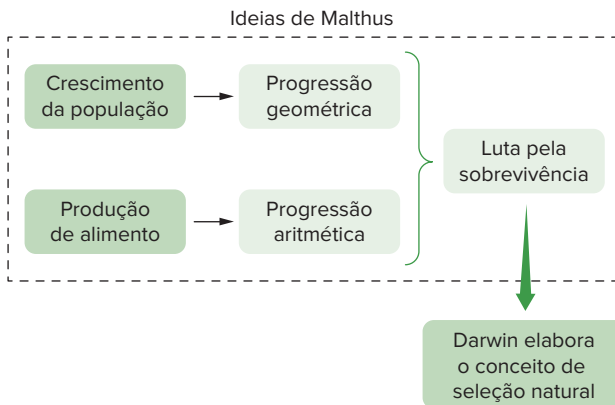 Ideias de Malthus
Crescimento
da população
Progressão
geométrica
Produção
de alimento
Progressão
aritmética
Luta pela
sobrevivência
Darwin elabora
o conceito de
seleção natural